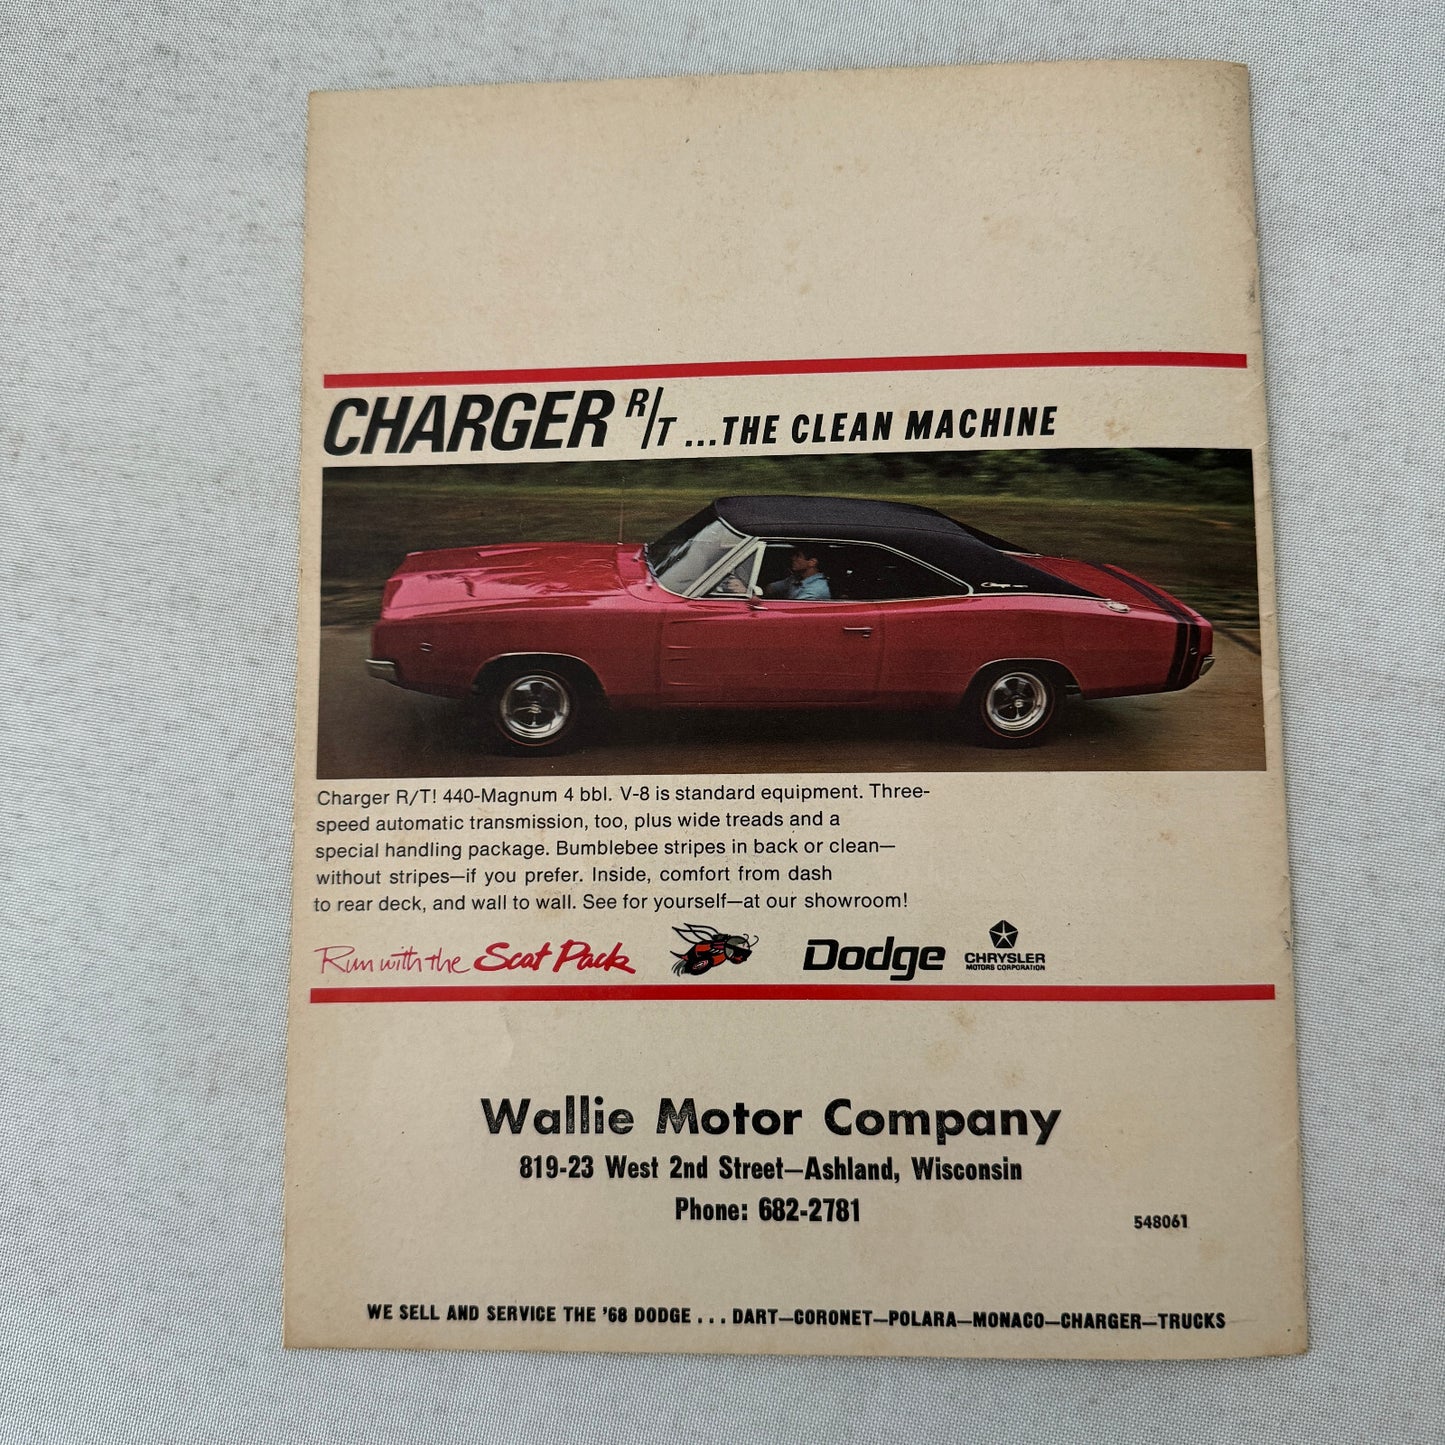 CHARGER R/T ...THE CLEAN MACHINE
Charger
Charger R/T! 440-Magnum 4 bbl. V-8 is standard equipment. Three-
speed automatic transmission, too, plus wide treads and a
special handling package. Bumblebee stripes in back or clean—
without stripes—if you prefer. Inside, comfort from dash
to rear deck, and wall to wall. See for yourself—at our showroom!
Run with the Scat Pack Dodge CHRYSLER
MOTORS CORPORATION
Wallie Motor Company
819-23 West 2nd Street—Ashland, Wisconsin
Phone: 682-2781
548061
WE SELL AND SERVICE THE '68 DODGE . . . DART—CORONET—POLARA—MONACO—CHARGER—TRUCKS